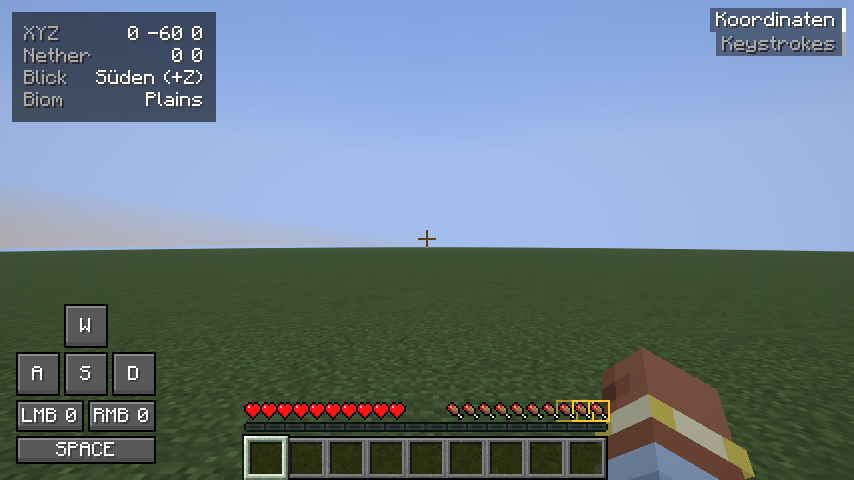 XYZ 0 -60 0
Nether 0 0
Blick Süden (+Z)
Biom Plains
Koordinaten
Keystrokes
W
A S D
LMB 0 RMB 0
SPACE